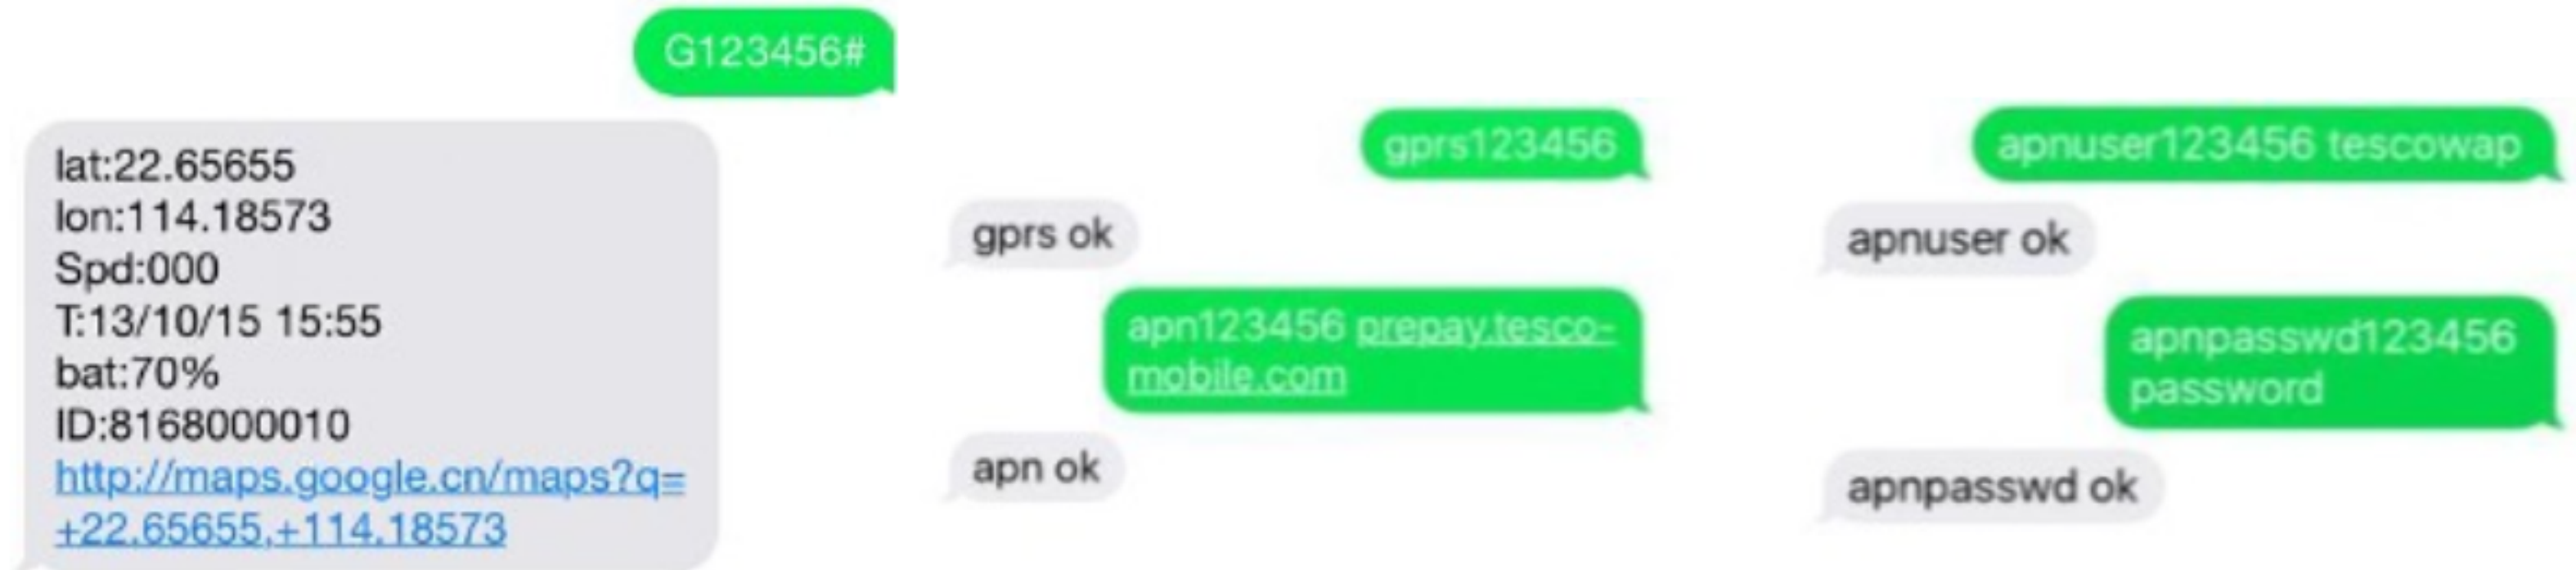 G123456#
lat:22.65655
lon:114.18573
Spd:000
T:13/10/15 15:55
bat:70%
ID:8168000010
http://maps.google.cn/maps?q=
+22.65655,+114.18573
gprs123456
gprs ok
apn123456 prepay.tesco-
mobile.com
apn ok
apnuser123456 tescowap
apnuser ok
apnpasswd123456
password
apnpasswd ok